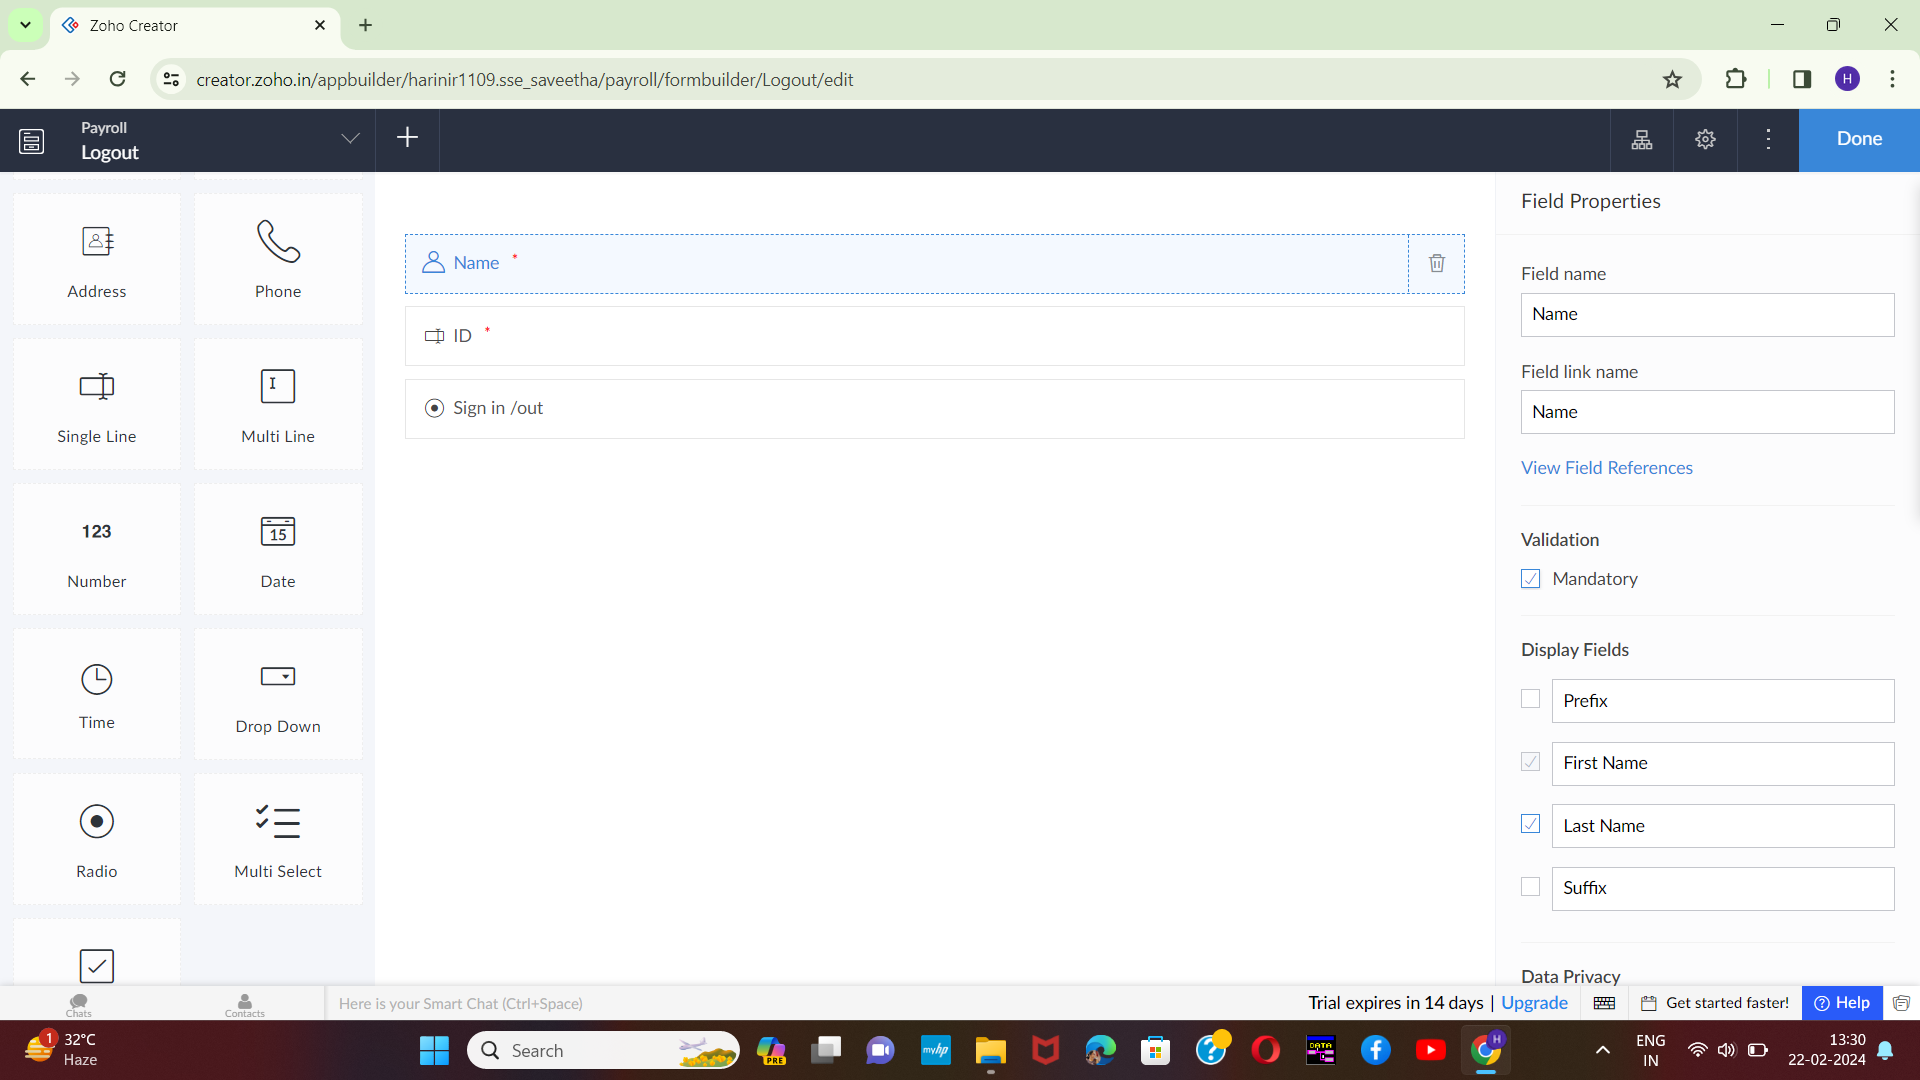 Zoho Creator
creator.zoho.in/appbuilder/harinir1109.sse_saveetha/payroll/formbuilder/Logout/edit
H
Payroll
Logout
Done
Address
Phone
Single Line
Multi Line
123
Number
15
Date
Time
Drop Down
Radio
Multi Select
Name *
ID *
Sign in /out
Field Properties
Field name
Name
Field link name
Name
View Field References
Validation
Mandatory
Display Fields
Prefix
First Name
Last Name
Suffix
Data Privacy
Chats
Contacts
Here is your Smart Chat (Ctrl+Space)
Trial expires in 14 days | Upgrade
Get started faster!
Help
1
32°C
Haze
Search
PRE
myhp
DATA
H
ENG
IN
13:30
22-02-2024